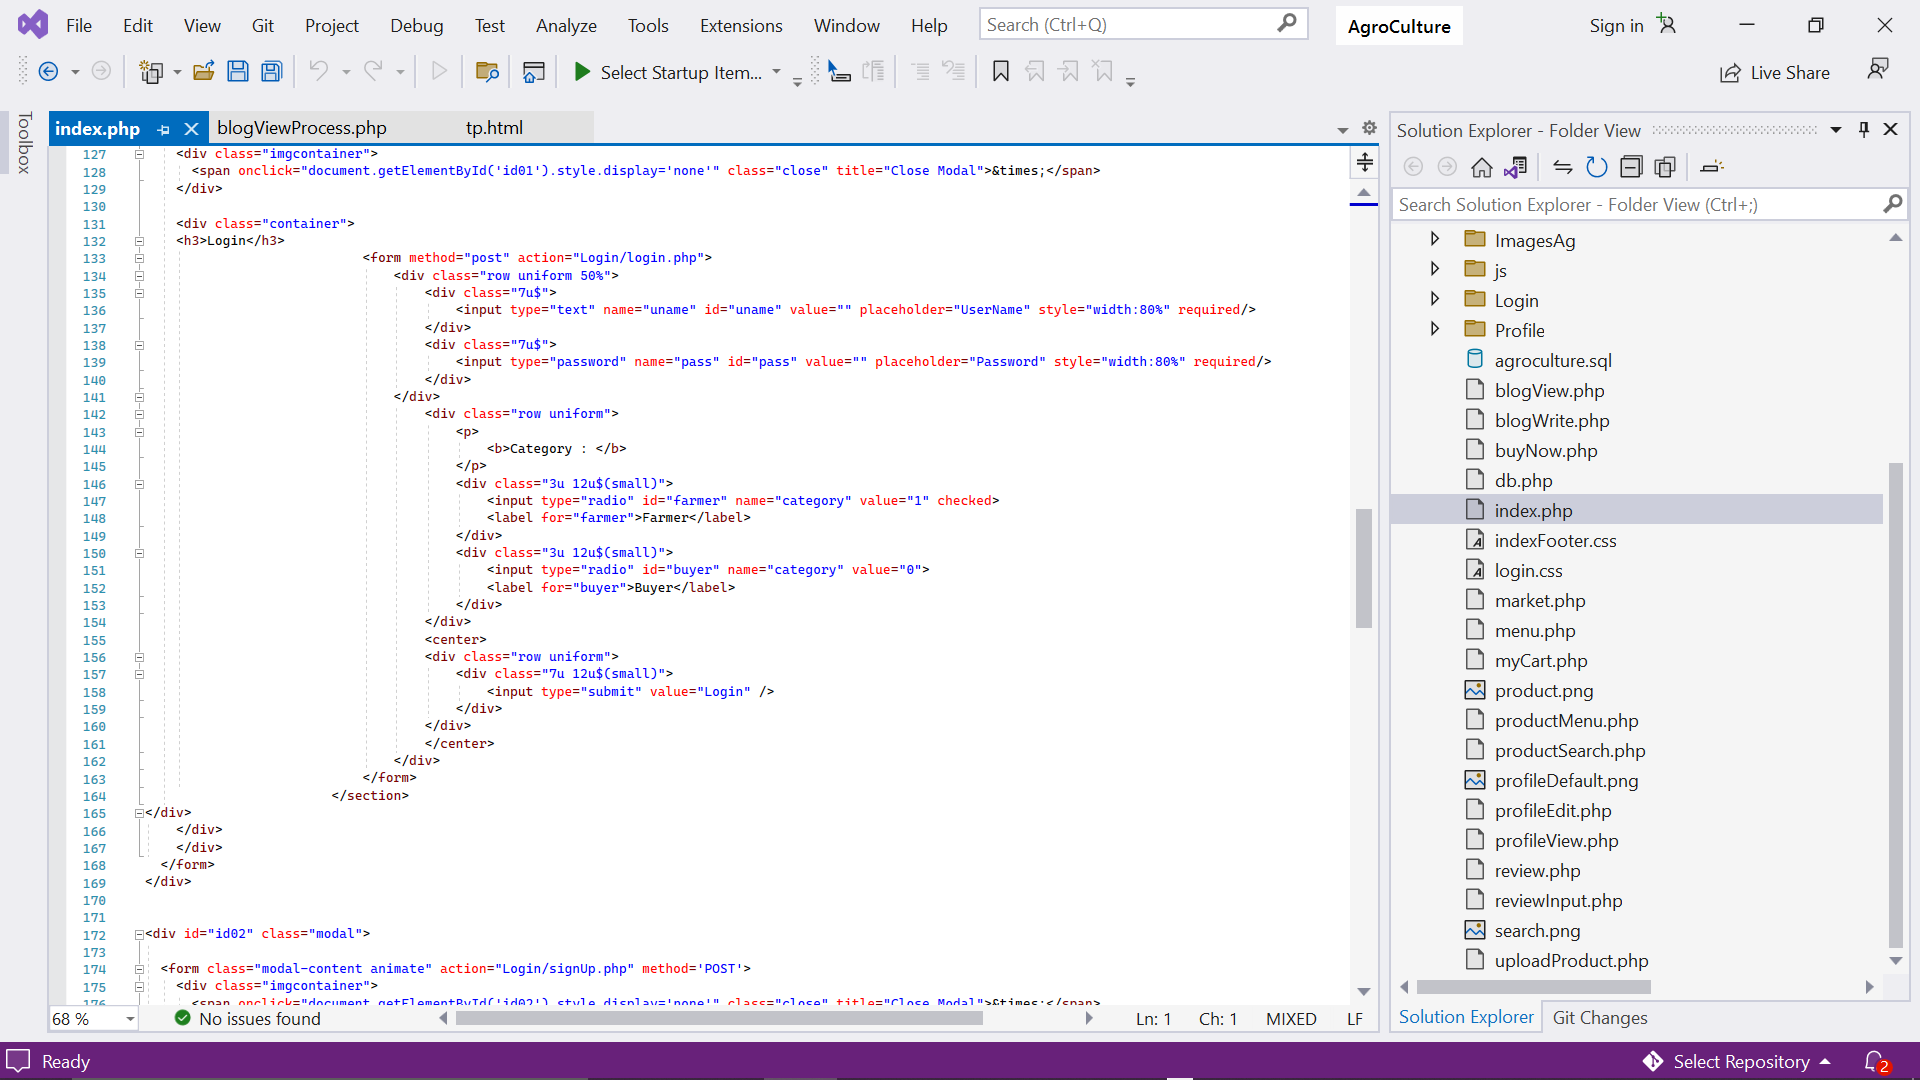 File Edit View Git Project Debug Test Analyze Tools Extensions Window Help Search (Ctrl+Q) AgroCulture Sign in
Select Startup Item... Live Share
Toolbox
index.php blogViewProcess.php tp.html
127 <div class="imgcontainer">
128 <span onclick="document.getElementById('id01').style.display='none'" class="close" title="Close Modal">&times;</span>
129 </div>
130
131 <div class="container">
132 <h3>Login</h3>
133 <form method="post" action="Login/login.php">
134 <div class="row uniform 50%">
135 <div class="7u$">
136 <input type="text" name="uname" id="uname" value="" placeholder="UserName" style="width:80%" required/>
137 </div>
138 <div class="7u$">
139 <input type="password" name="pass" id="pass" value="" placeholder="Password" style="width:80%" required/>
140 </div>
141 </div>
142 <div class="row uniform">
143 <p>
144 <b>Category : </b>
145 </p>
146 <div class="3u 12u$(small)">
147 <input type="radio" id="farmer" name="category" value="1" checked>
148 <label for="farmer">Farmer</label>
149 </div>
150 <div class="3u 12u$(small)">
151 <input type="radio" id="buyer" name="category" value="0">
152 <label for="buyer">Buyer</label>
153 </div>
154 </div>
155 <center>
156 <div class="row uniform">
157 <div class="7u 12u$(small)">
158 <input type="submit" value="Login" />
159 </div>
160 </div>
161 </center>
162 </div>
163 </form>
164 </section>
165 </div>
166 </div>
167 </div>
168 </form>
169 </div>
170
171
172 <div id="id02" class="modal">
173
174 <form class="modal-content animate" action="Login/signUp.php" method='POST'>
175 <div class="imgcontainer">
176 <span onclick="document.getElementById('id02').style.display='none'" class="close" title="Close Modal">&times;</span>
68 % No issues found Ln: 1 Ch: 1 MIXED LF
Solution Explorer - Folder View
Search Solution Explorer - Folder View (Ctrl+;)
ImagesAg
js
Login
Profile
agroculture.sql
blogView.php
blogWrite.php
buyNow.php
db.php
index.php
indexFooter.css
login.css
market.php
menu.php
myCart.php
product.png
productMenu.php
productSearch.php
profileDefault.png
profileEdit.php
profileView.php
review.php
reviewInput.php
search.png
uploadProduct.php
Solution Explorer Git Changes
Ready Select Repository 2